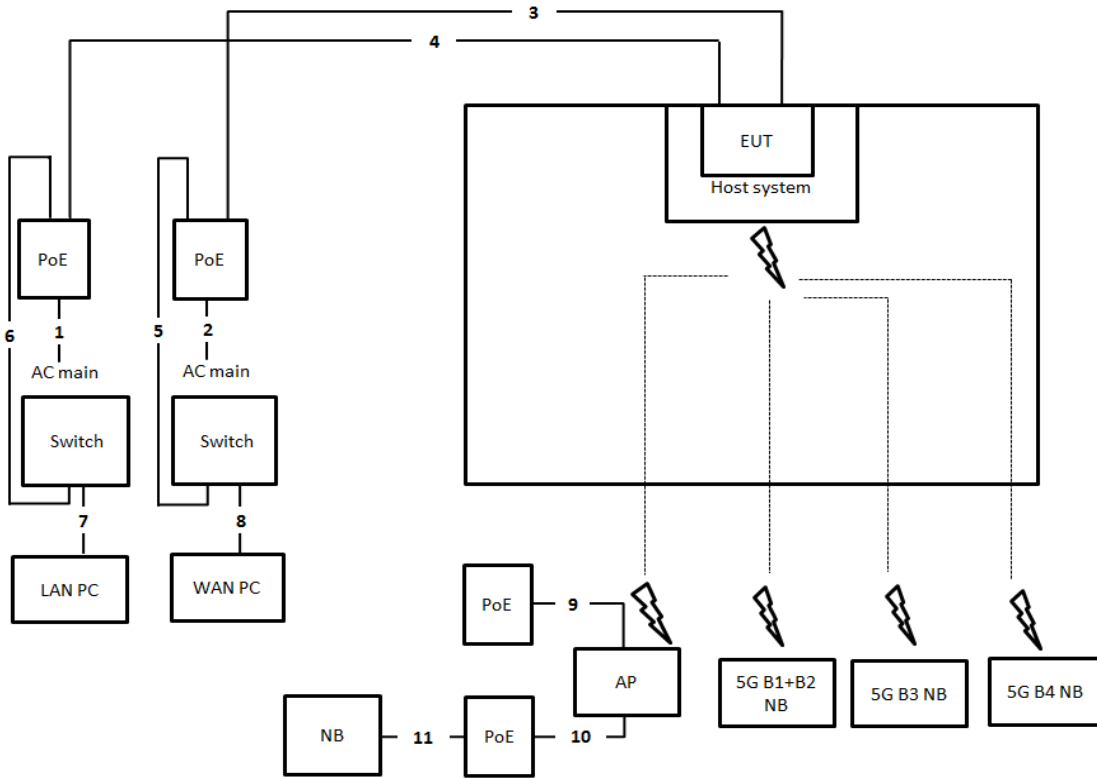 3
4
EUT
Host system
PoE
PoE
6
1
5
2
AC main
AC main
Switch
Switch
7
8
LAN PC
WAN PC
PoE
9
AP
5G B1+B2
NB
5G B3 NB
5G B4 NB
NB
11
PoE
10